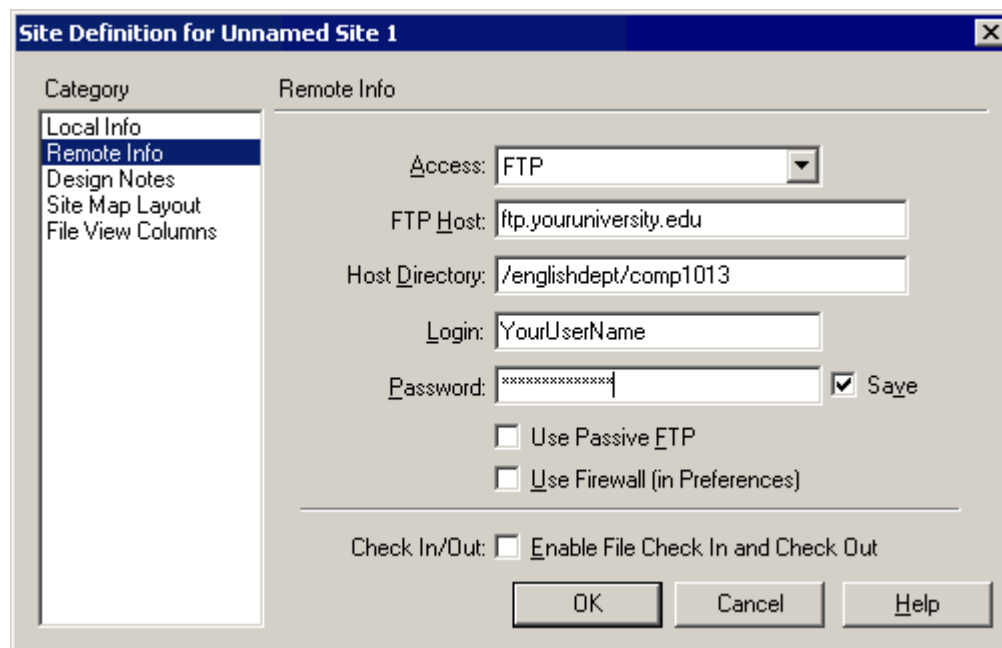 Site Definition for Unnamed Site 1
Category
Local Info
Remote Info
Design Notes
Site Map Layout
File View Columns
Remote Info
Access: FTP
FTP Host: ftp.youruniversity.edu
Host Directory: /englishdept/comp1013
Login: YourUserName
Password: ************** Save
Use Passive FTP
Use Firewall (in Preferences)
Check In/Out: Enable File Check In and Check Out
OK Cancel Help